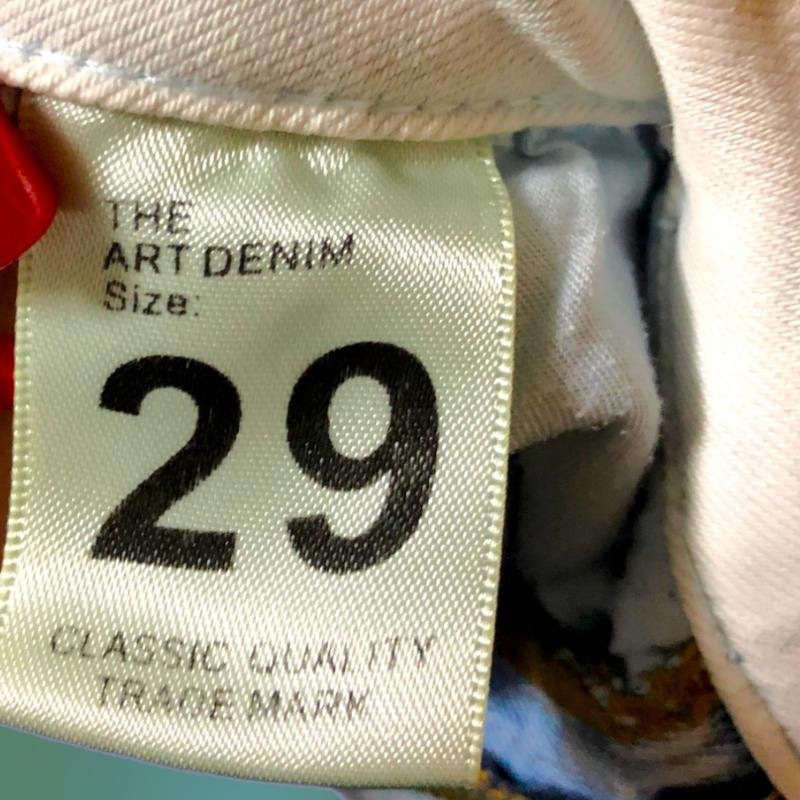 THE
ART DENIM
Size:
29
CLASSIC QUALITY
TRADE MARK